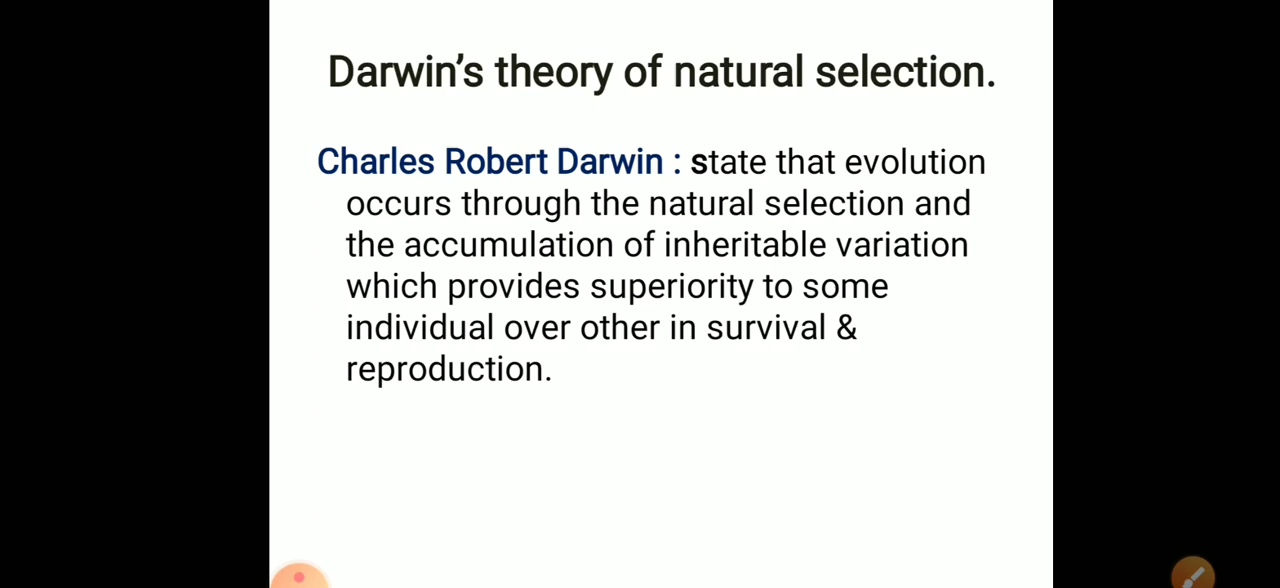 Darwin’s theory of natural selection.
Charles Robert Darwin : state that evolution
occurs through the natural selection and
the accumulation of inheritable variation
which provides superiority to some
individual over other in survival &
reproduction.